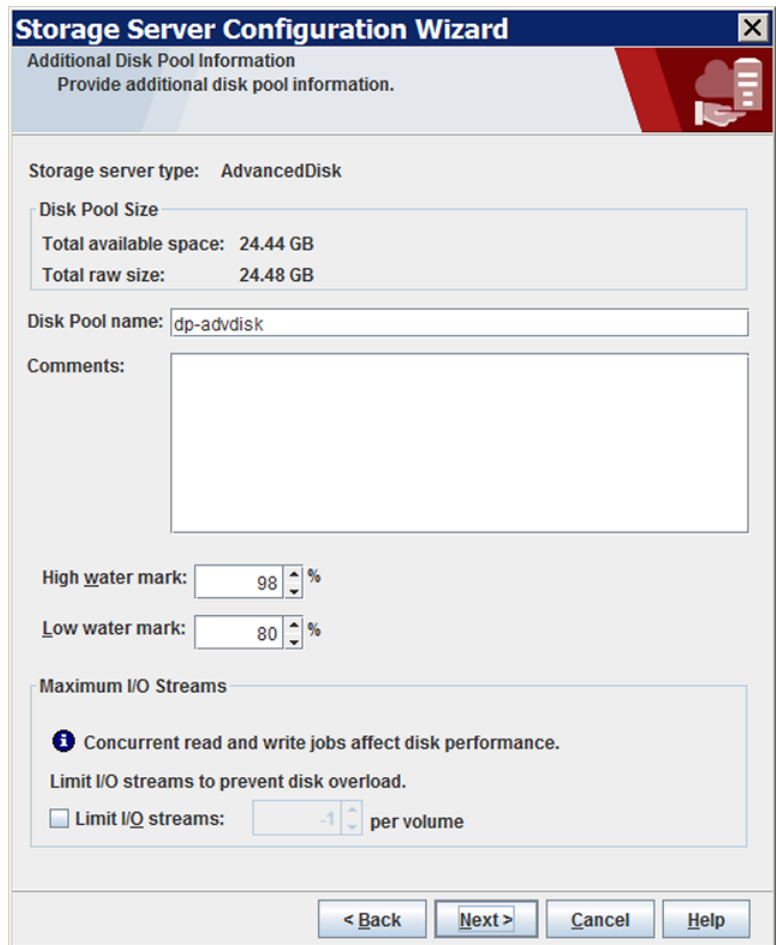 Storage Server Configuration Wizard
Additional Disk Pool Information
Provide additional disk pool information.
Storage server type: AdvancedDisk
Disk Pool Size
Total available space: 24.44 GB
Total raw size: 24.48 GB
Disk Pool name: dp-advdisk
Comments:
High water mark: 98 %
Low water mark: 80 %
Maximum I/O Streams
Concurrent read and write jobs affect disk performance.
Limit I/O streams to prevent disk overload.
Limit I/O streams: -1 per volume
< Back Next > Cancel Help